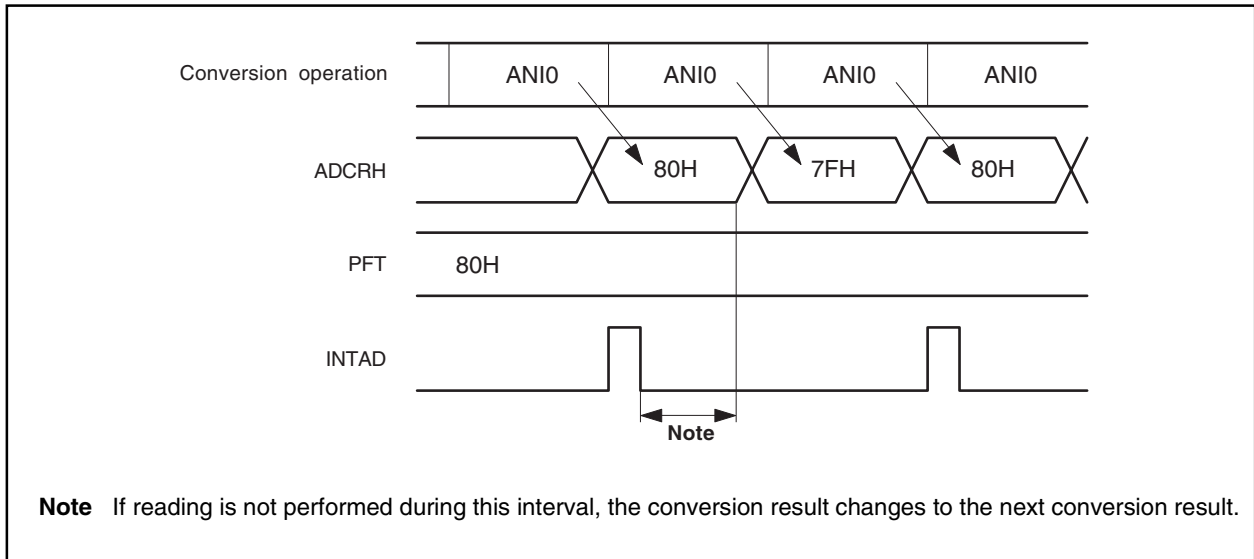 Conversion operation ANI0 ANI0 ANI0 ANI0
ADCRH 80H 7FH 80H
PFT 80H
INTAD
Note
Note If reading is not performed during this interval, the conversion result changes to the next conversion result.